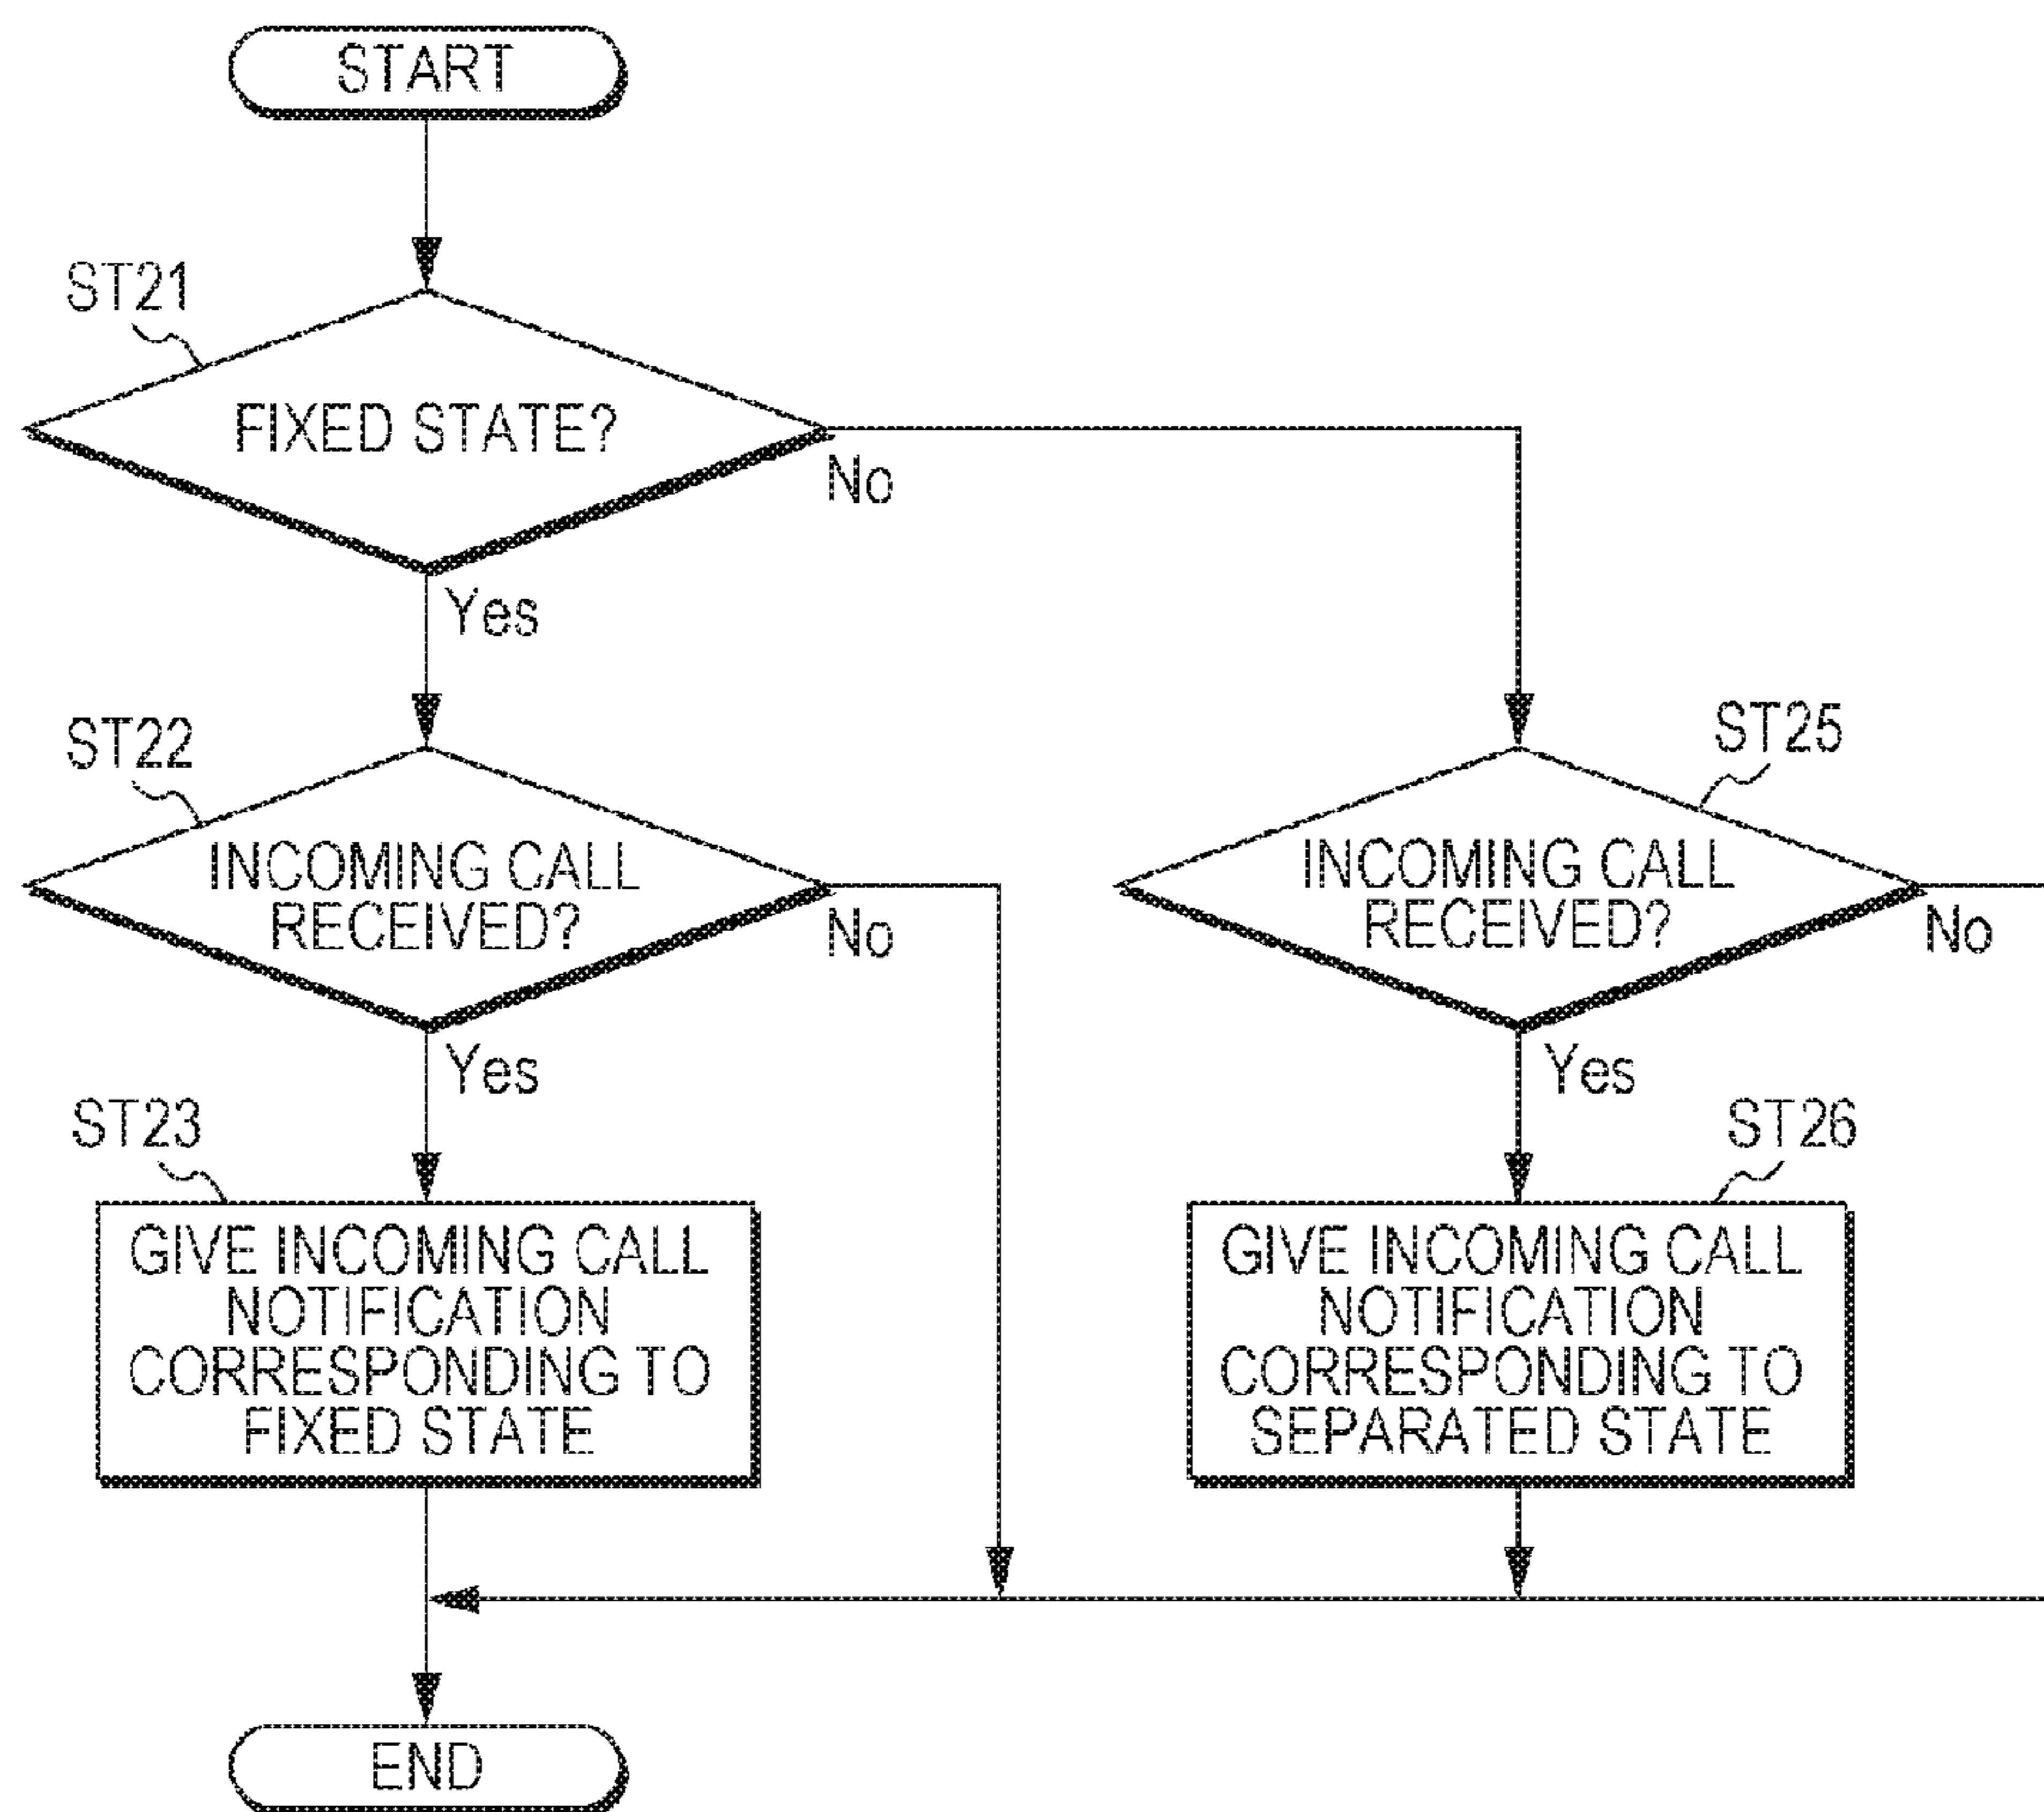 START
ST21
FIXED STATE?
No
Yes
ST22
INCOMING CALL
RECEIVED?
No
Yes
ST25
INCOMING CALL
RECEIVED?
No
Yes
ST23
GIVE INCOMING CALL
NOTIFICATION
CORRESPONDING TO
FIXED STATE
ST26
GIVE INCOMING CALL
NOTIFICATION
CORRESPONDING TO
SEPARATED STATE
END